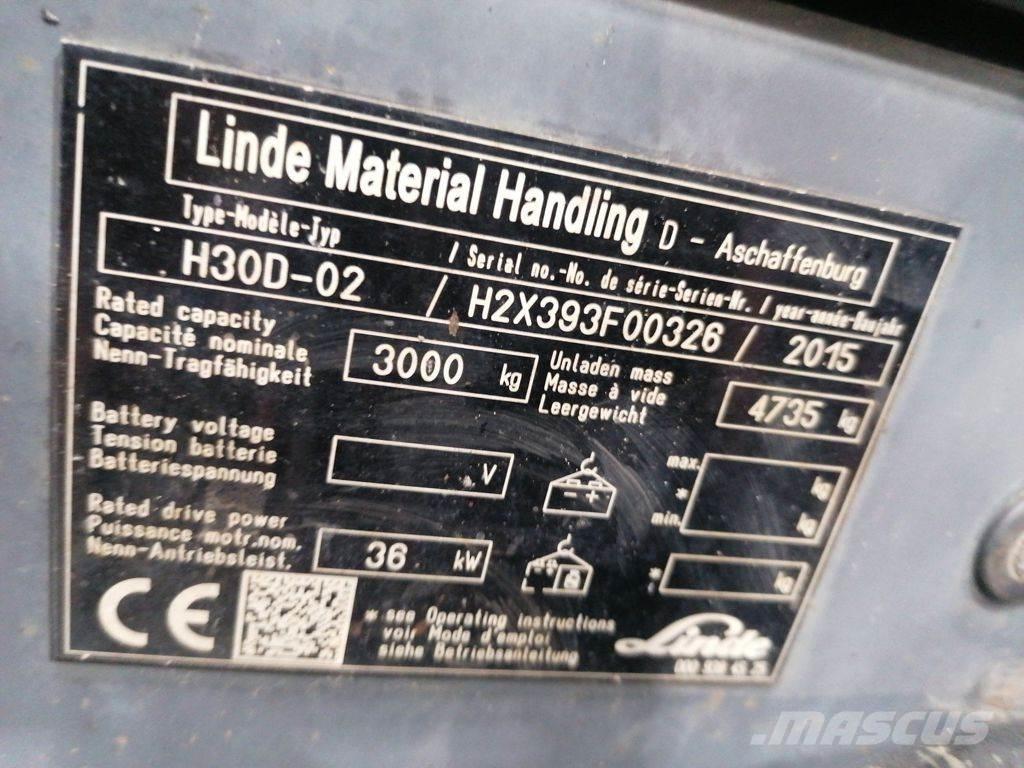 Linde Material Handling D - Aschaffenburg
Type-Modèle-Typ / Serial no.-No. de série-Serien-Nr. / year-année-Baujahr
H30D-02 / H2X393F00326 / 2015
Rated capacity
Capacité nominale
Nenn-Tragfähigkeit
3000 kg
Unladen mass
Masse à vide
Leergewicht
4735 kg
Battery voltage
Tension batterie
Batteriespannung
V
- +
max. kg
*
min. kg
Rated drive power
Puissance motr.nom.
Nenn-Antriebsleist.
36 kW
* kg
CE
* see Operating instructions
voir Mode d'emploi
siehe Betriebsanleitung
Linde
MASCUS